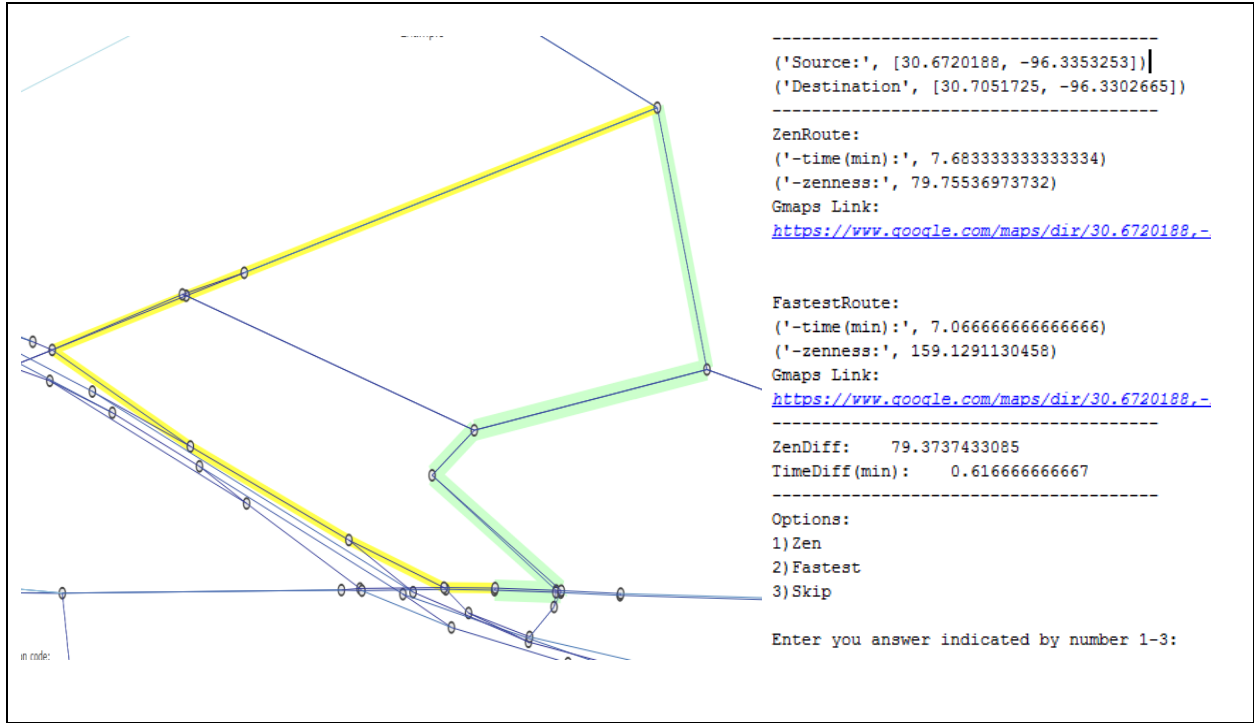 ---------------------------------------
('Source:', [30.6720188, -96.3353253])
('Destination', [30.7051725, -96.3302665])
---------------------------------------
ZenRoute:
('-time(min):', 7.683333333333334)
('-zenness:', 79.75536973732)
Gmaps Link:
https://www.google.com/maps/dir/30.6720188,-
FastestRoute:
('-time(min):', 7.066666666666666)
('-zenness:', 159.1291130458)
Gmaps Link:
https://www.google.com/maps/dir/30.6720188,-
---------------------------------------
ZenDiff: 79.3737433085
TimeDiff(min): 0.616666666667
---------------------------------------
Options:
1)Zen
2)Fastest
3)Skip
Enter you answer indicated by number 1-3:
n code: